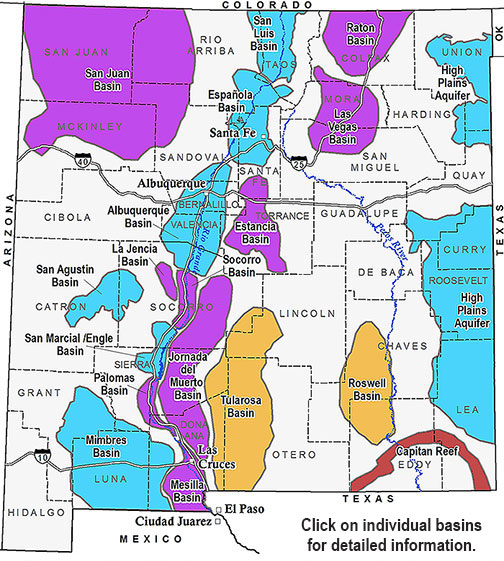 COLORADO
OK
SAN JUAN
San Juan
Basin
MCKINLEY
RIO
ARRIBA
San
Luis
Basin
TAOS
Raton
Basin
COLFAX
UNION
High
Plains
Aquifer
Española
Basin
Santa Fe
MORA
Las
Vegas
Basin
HARDING
SANDOVAL
SANTA
FE
SAN
MIGUEL
40
25
QUAY
ARIZONA
CIBOLA
Albuquerque
BERNALILLO
Albuquerque
Basin
VALENCIA
Rio Grande
TORRANCE
Estancia
Basin
GUADALUPE
Pecos River
TEXAS
CURRY
ROOSEVELT
High
Plains
Aquifer
DE BACA
La Jencia
Basin
Socorro
Basin
San Agustin
Basin
CATRON
SOCORRO
LINCOLN
CHAVES
San Marcial /Engle
Basin
SIERRA
Jornada
del
Muerto
Basin
Palomas
Basin
GRANT
Tularosa
Basin
Roswell
Basin
LEA
Mimbres
Basin
DONA
ANA
Las
Cruces
OTERO
Capitan Reef
EDDY
10
LUNA
Mesilla
Basin
HIDALGO
TEXAS
El Paso
Ciudad Juarez
MEXICO
Click on individual basins
for detailed information.